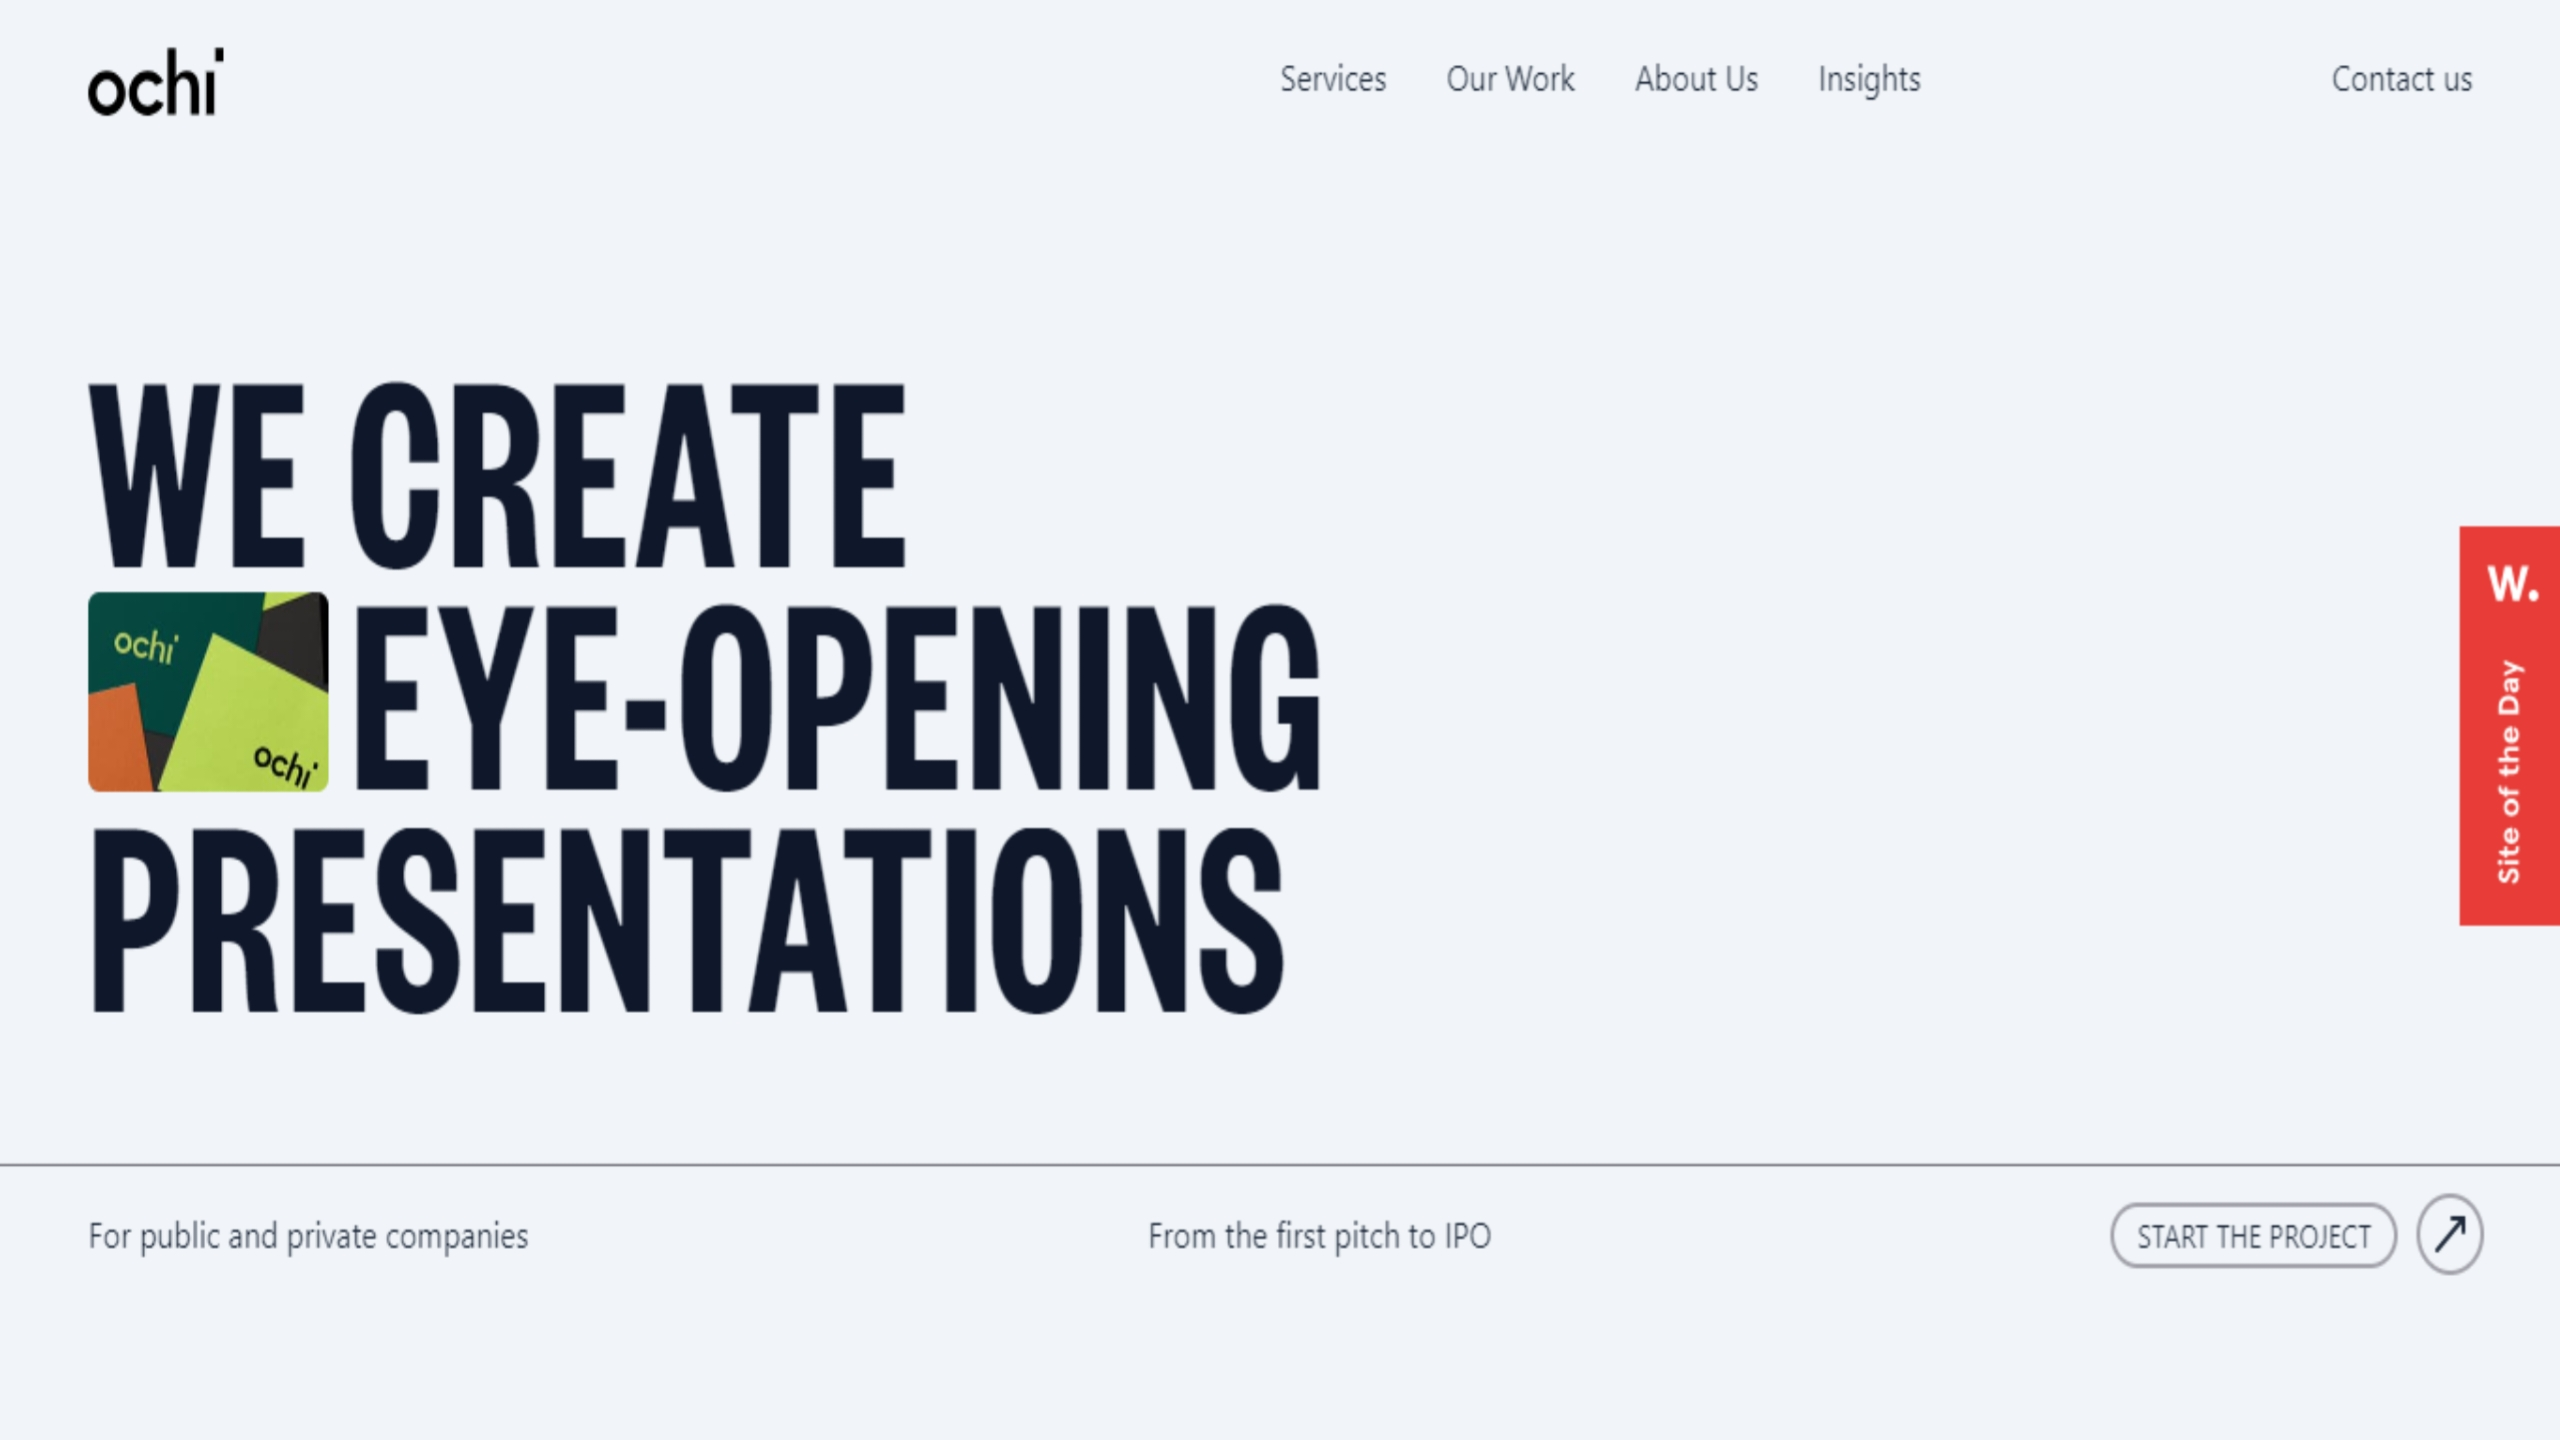 ochi
Services Our Work About Us Insights Contact us
WE CREATE
ochi
ochi
EYE-OPENING
PRESENTATIONS
W.
Site of the Day
For public and private companies From the first pitch to IPO START THE PROJECT